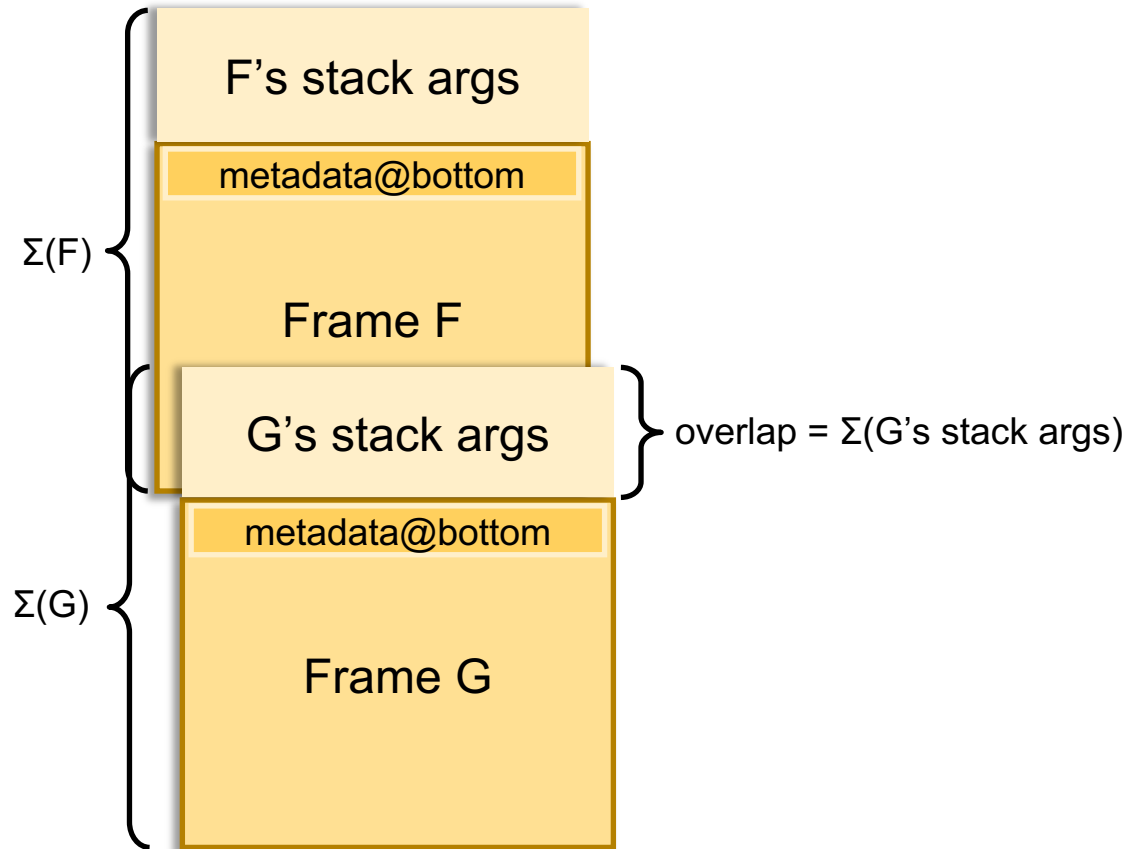 F’s stack args
metadata@bottom
Σ(F)
Frame F
G’s stack args
overlap = Σ(G’s stack args)
metadata@bottom
Σ(G)
Frame G